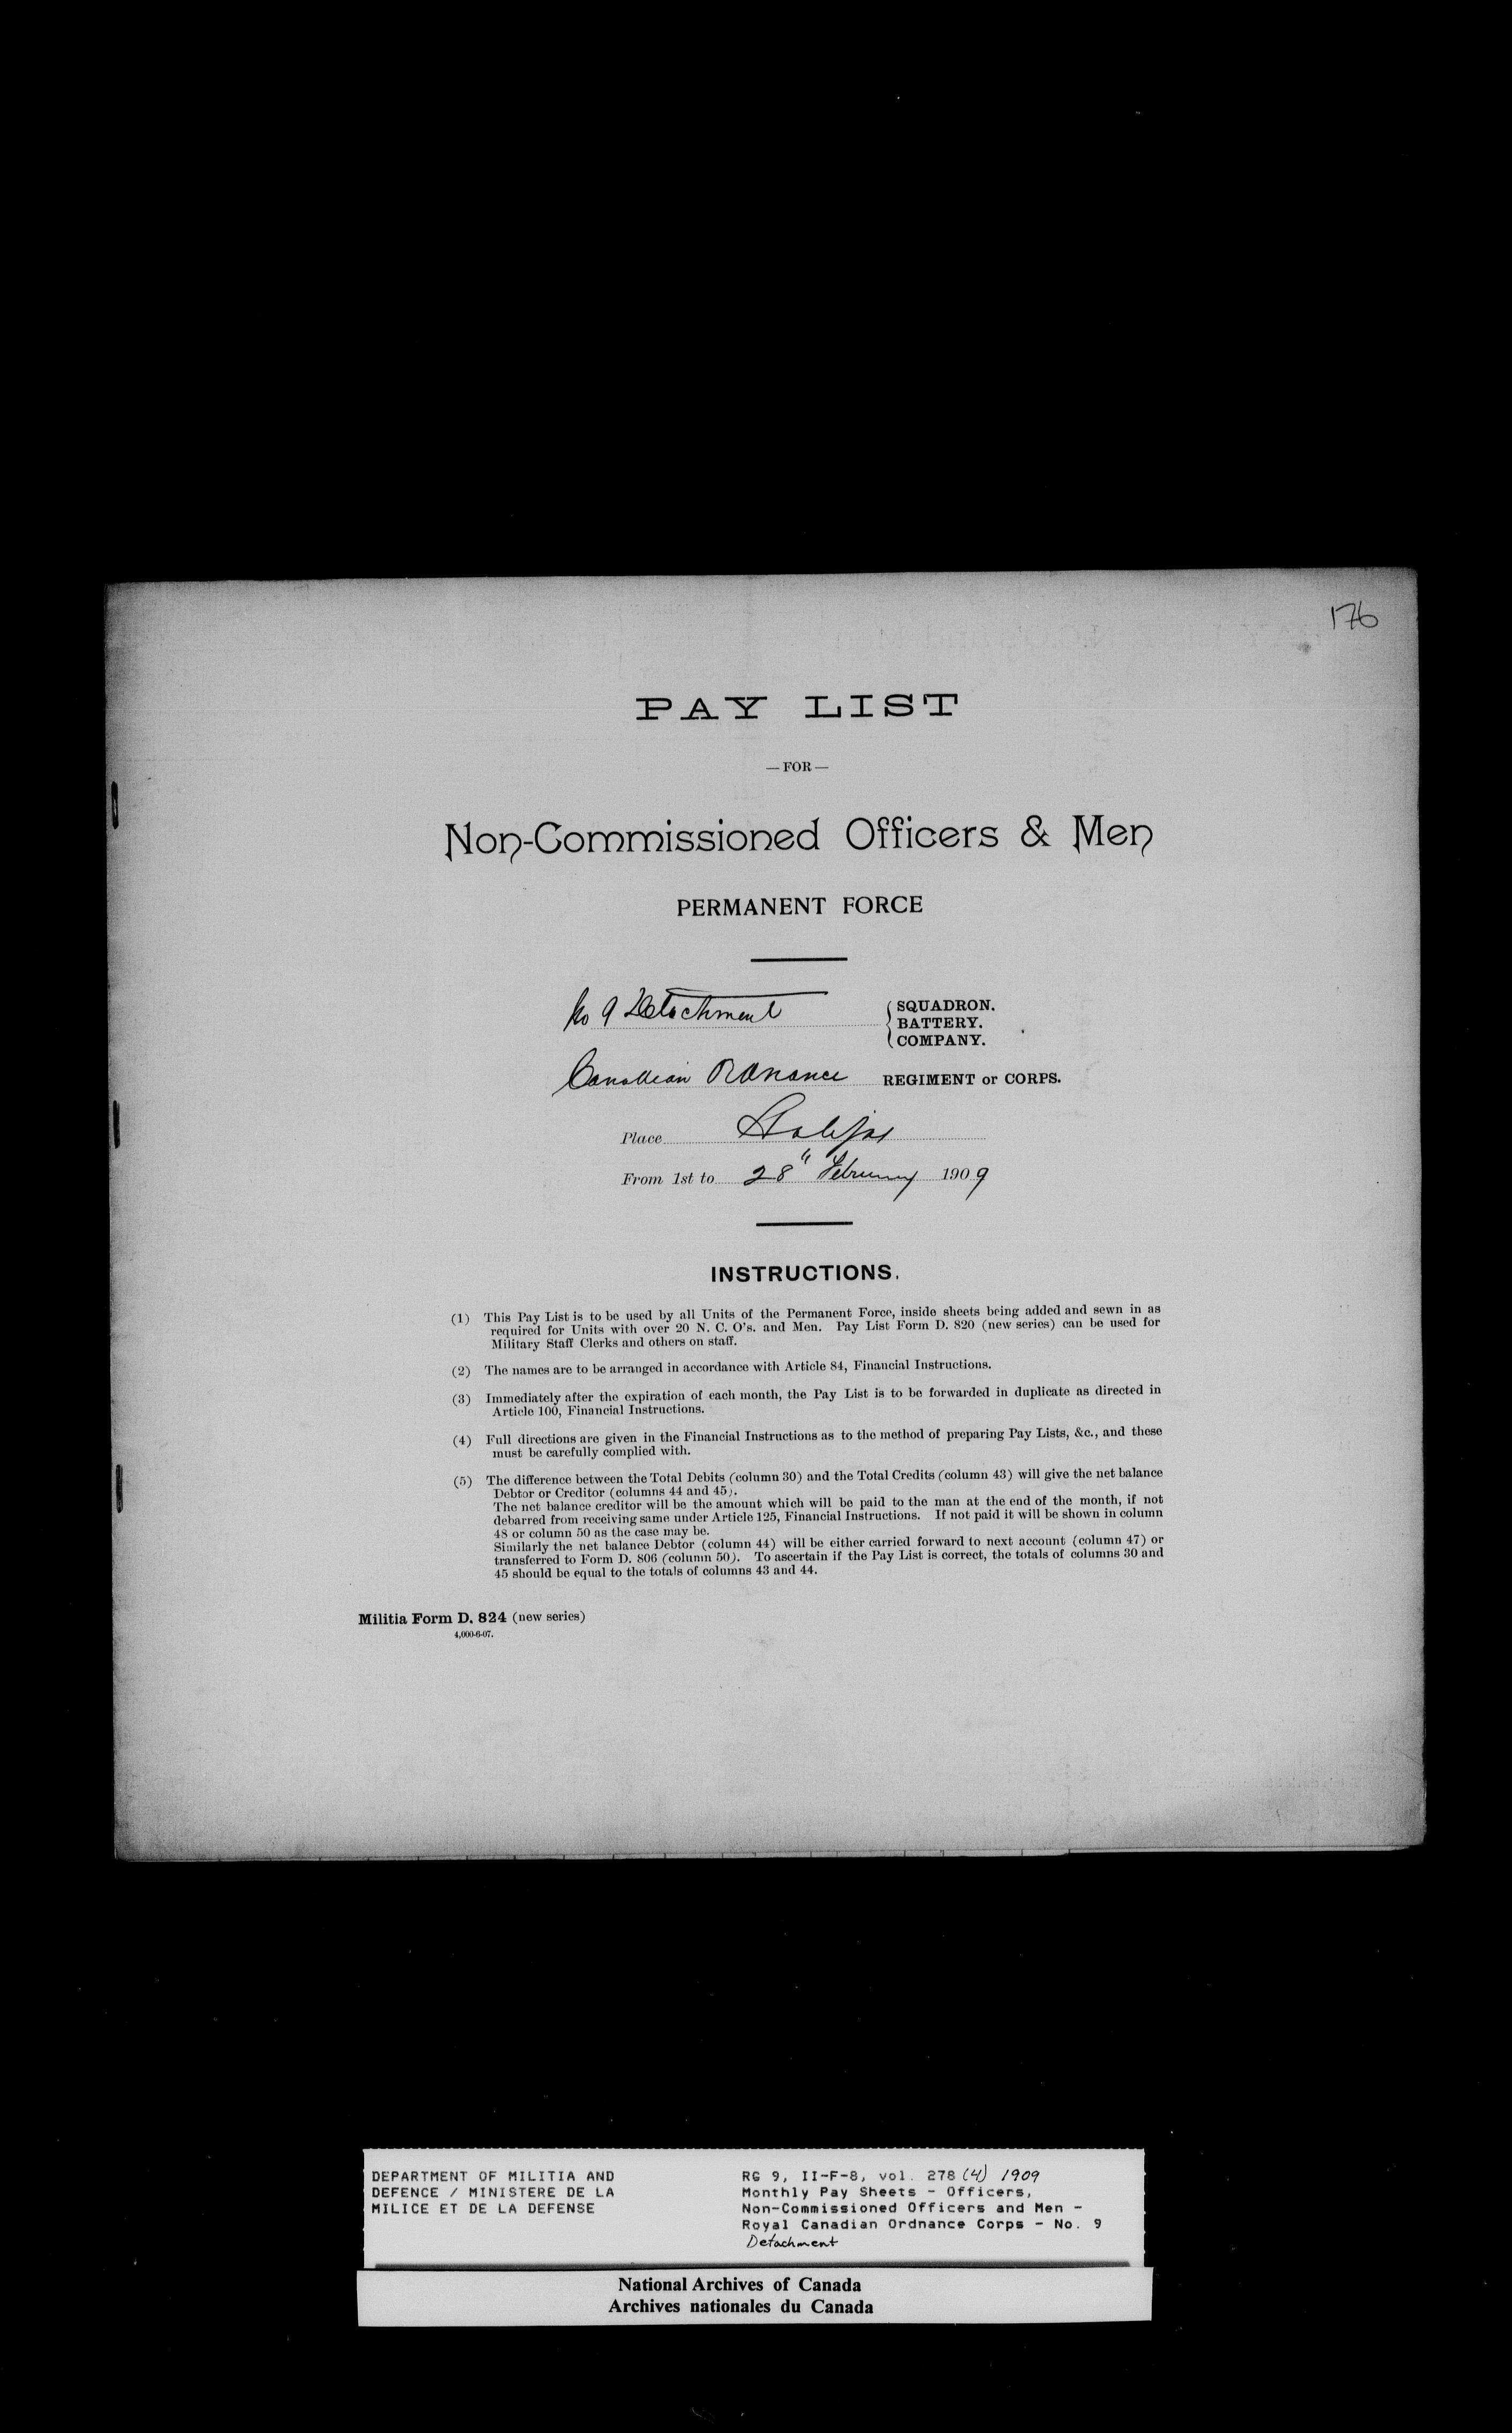 176
PAY LIST
— FOR —
Non-Commissioned Officers & Men
PERMANENT FORCE
No 9 Detachment { SQUADRON. BATTERY. COMPANY.
Canadian Ordnance REGIMENT or CORPS.
Place Halifax
From 1st to 28" February 1909
INSTRUCTIONS.
(1) This Pay List is to be used by all Units of the Permanent Force, inside sheets being added and sewn in as
required for Units with over 20 N. C. O's. and Men. Pay List Form D. 820 (new series) can be used for
Military Staff Clerks and others on staff.
(2) The names are to be arranged in accordance with Article 84, Financial Instructions.
(3) Immediately after the expiration of each month, the Pay List is to be forwarded in duplicate as directed in
Article 100, Financial Instructions.
(4) Full directions are given in the Financial Instructions as to the method of preparing Pay Lists, &c., and these
must be carefully complied with.
(5) The difference between the Total Debits (column 30) and the Total Credits (column 43) will give the net balance
Debtor or Creditor (columns 44 and 45).
The net balance creditor will be the amount which will be paid to the man at the end of the month, if not
debarred from receiving same under Article 125, Financial Instructions. If not paid it will be shown in column
48 or column 50 as the case may be.
Similarly the net balance Debtor (column 44) will be either carried forward to next account (column 47) or
transferred to Form D. 806 (column 50). To ascertain if the Pay List is correct, the totals of columns 30 and
45 should be equal to the totals of columns 43 and 44.
Militia Form D. 824 (new series)
4,000-6-07.
DEPARTMENT OF MILITIA AND
DEFENCE / MINISTERE DE LA
MILICE ET DE LA DEFENSE
RG 9, II-F-8, vol. 278 (4) 1909
Monthly Pay Sheets - Officers,
Non-Commissioned Officers and Men -
Royal Canadian Ordnance Corps - No. 9
Detachment
National Archives of Canada
Archives nationales du Canada